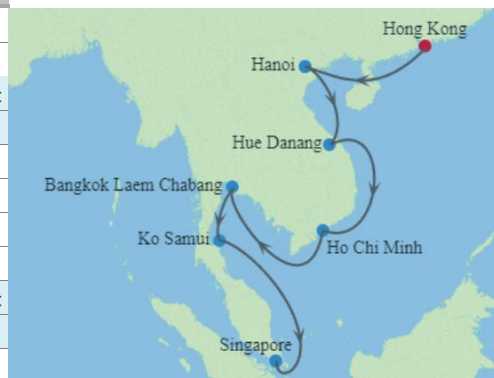 Hong Kong
Hanoi
Hue Danang
Bangkok Laem Chabang
Ko Samui
Ho Chi Minh
Singapore